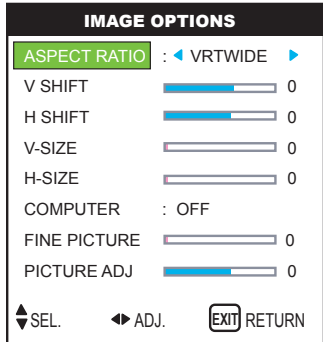 IMAGE OPTIONS
ASPECT RATIO : VRTWIDE
V SHIFT 0
H SHIFT 0
V-SIZE 0
H-SIZE 0
COMPUTER : OFF
FINE PICTURE 0
PICTURE ADJ 0
SEL. ADJ. EXIT RETURN